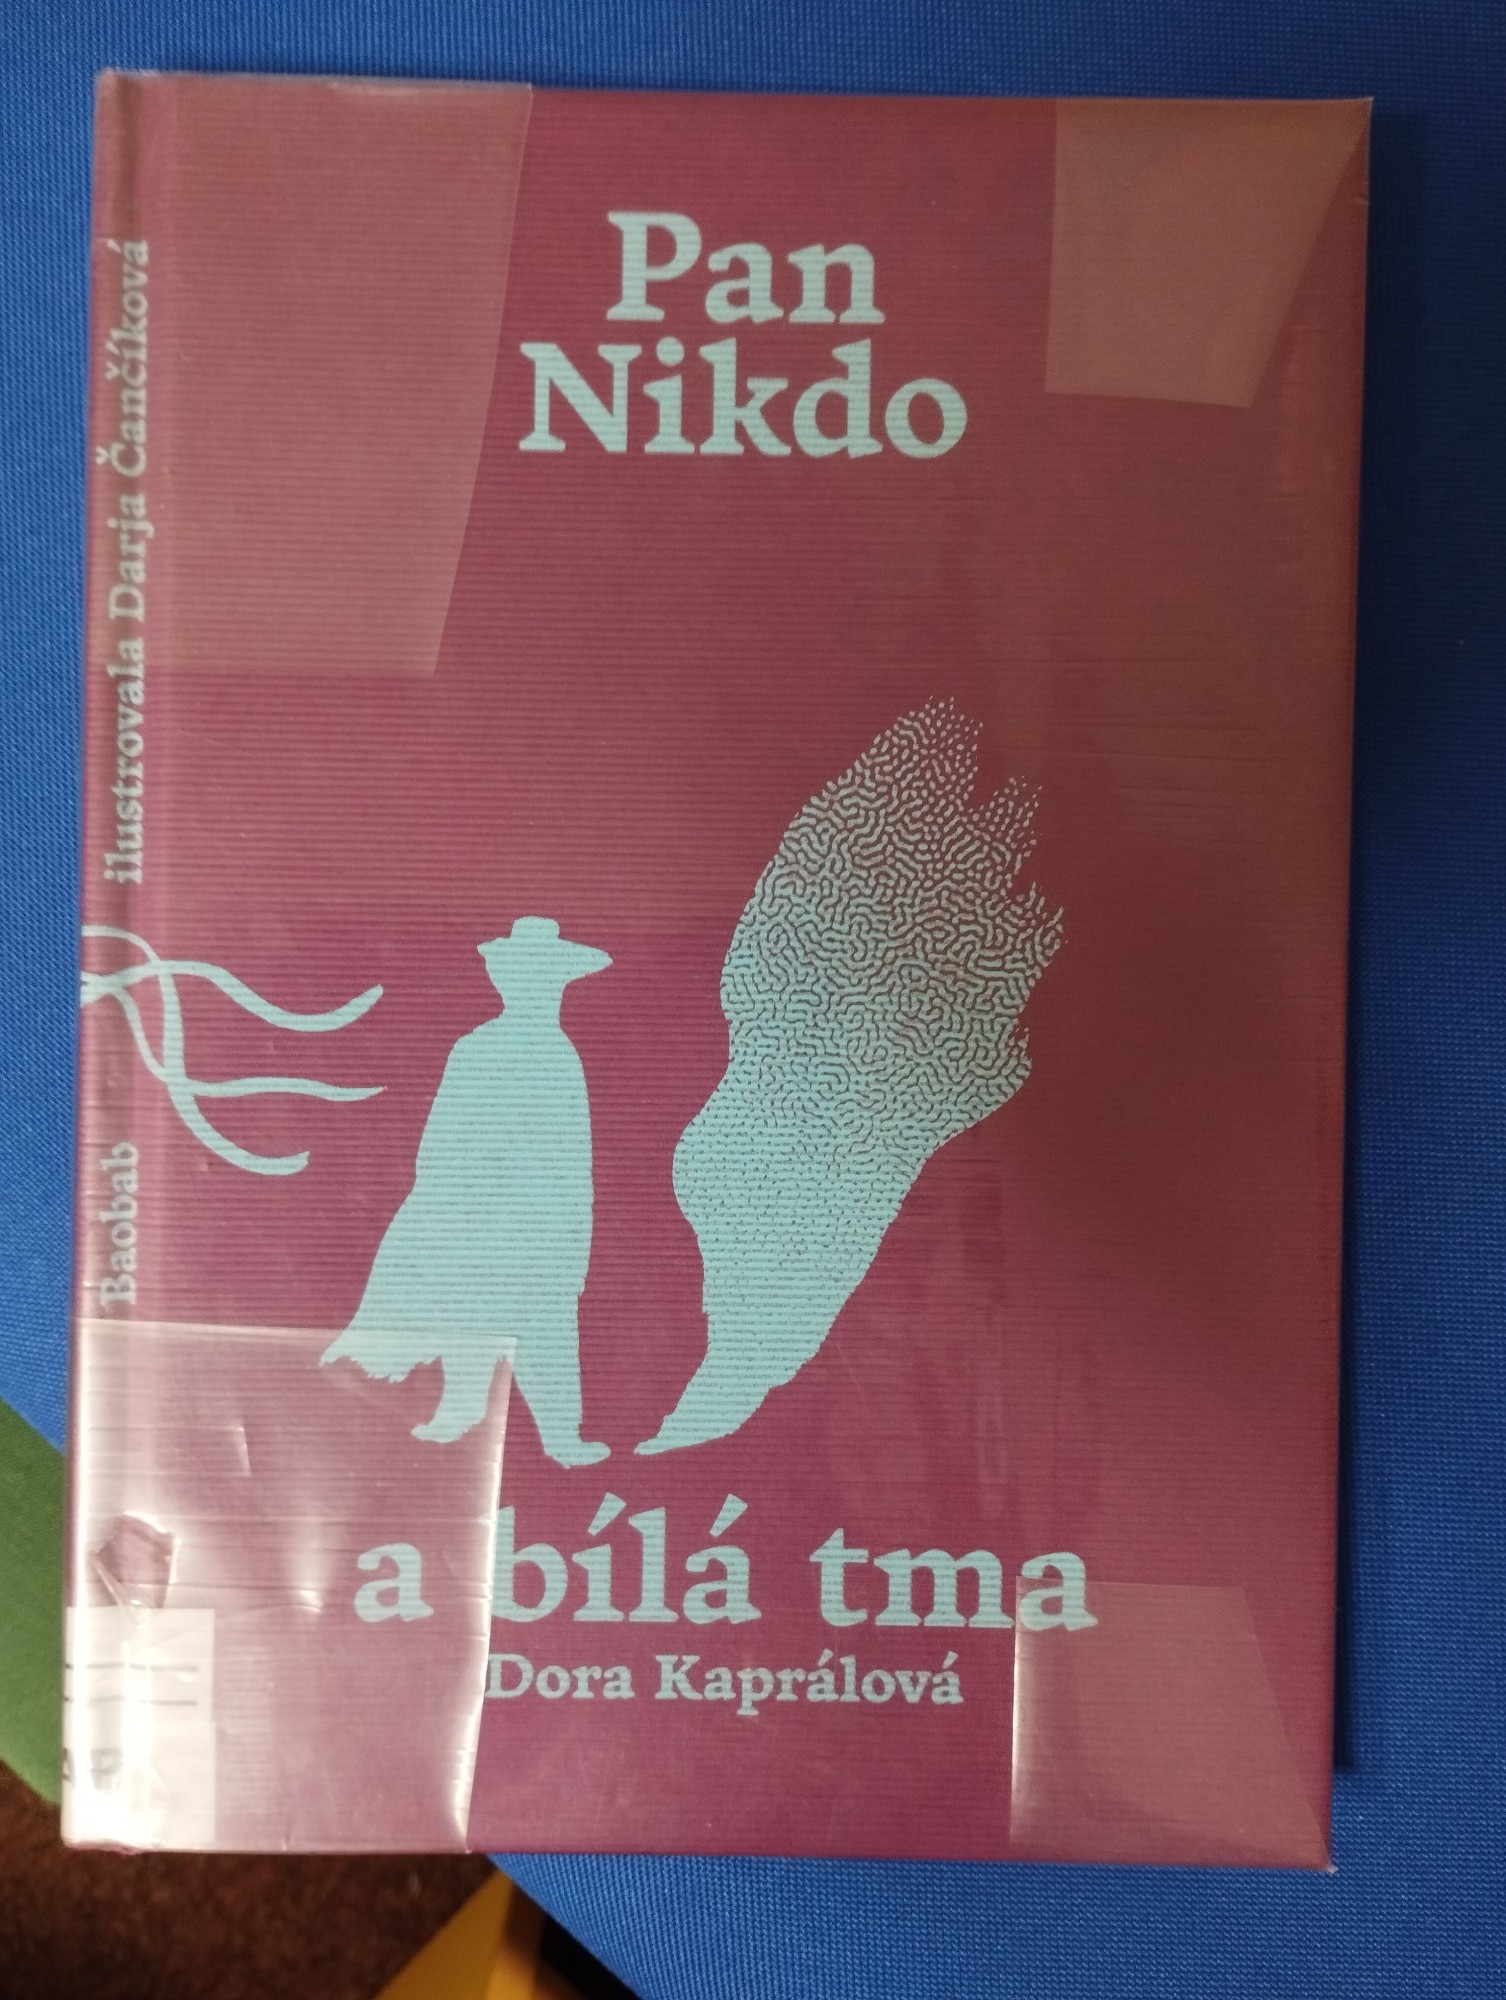 Pan
Nikdo
a bílá tma
Dora Kaprálová
ilustrovala Darja Čančíková
Baobab